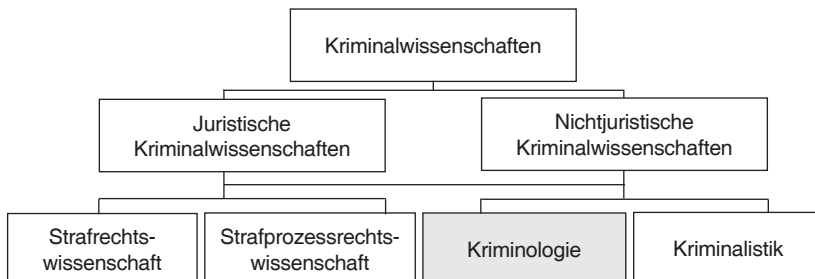 Kriminalwissenschaften
Juristische
Kriminalwissenschaften
Nichtjuristische
Kriminalwissenschaften
Strafrechts-
wissenschaft
Strafprozessrechts-
wissenschaft
Kriminologie
Kriminalistik